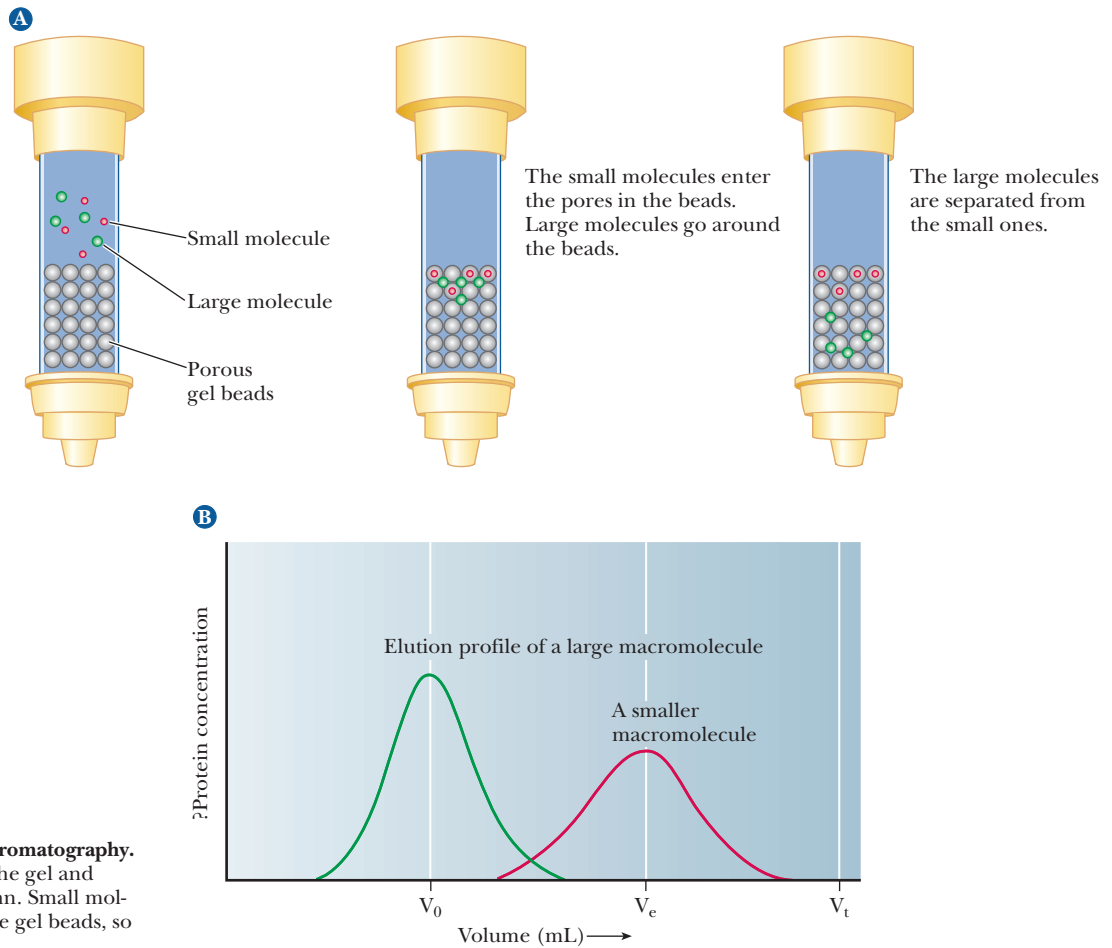 A
Small molecule
Large molecule
Porous
gel beads
The small molecules enter
the pores in the beads.
Large molecules go around
the beads.
The large molecules
are separated from
the small ones.
B
?Protein concentration
Elution profile of a large macromolecule
A smaller
macromolecule
V₀
Vₑ
Vₜ
Volume (mL)→
romatography.
he gel and
nn. Small mol-
e gel beads, so